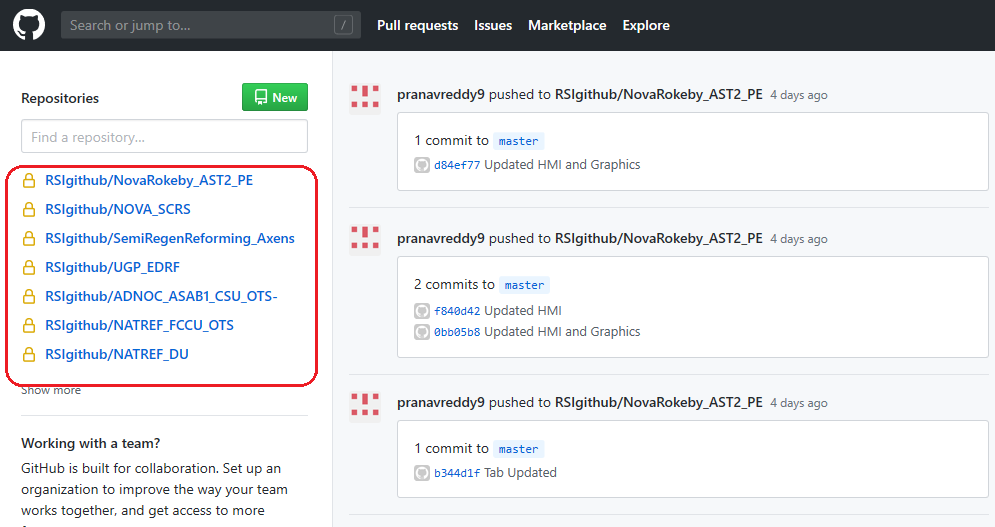 Search or jump to...
/
Pull requests
Issues
Marketplace
Explore
Repositories
New
Find a repository...
RSIgithub/NovaRokeby_AST2_PE
RSIgithub/NOVA_SCRS
RSIgithub/SemiRegenReforming_Axens
RSIgithub/UGP_EDRF
RSIgithub/ADNOC_ASAB1_CSU_OTS-
RSIgithub/NATREF_FCCU_OTS
RSIgithub/NATREF_DU
Show more
Working with a team?
GitHub is built for collaboration. Set up an
organization to improve the way your team
works together, and get access to more
pranavreddy9 pushed to RSIgithub/NovaRokeby_AST2_PE 4 days ago
1 commit to master
d84ef77 Updated HMI and Graphics
pranavreddy9 pushed to RSIgithub/NovaRokeby_AST2_PE 4 days ago
2 commits to master
f840d42 Updated HMI
0bb05b8 Updated HMI and Graphics
pranavreddy9 pushed to RSIgithub/NovaRokeby_AST2_PE 4 days ago
1 commit to master
b344d1f Tab Updated